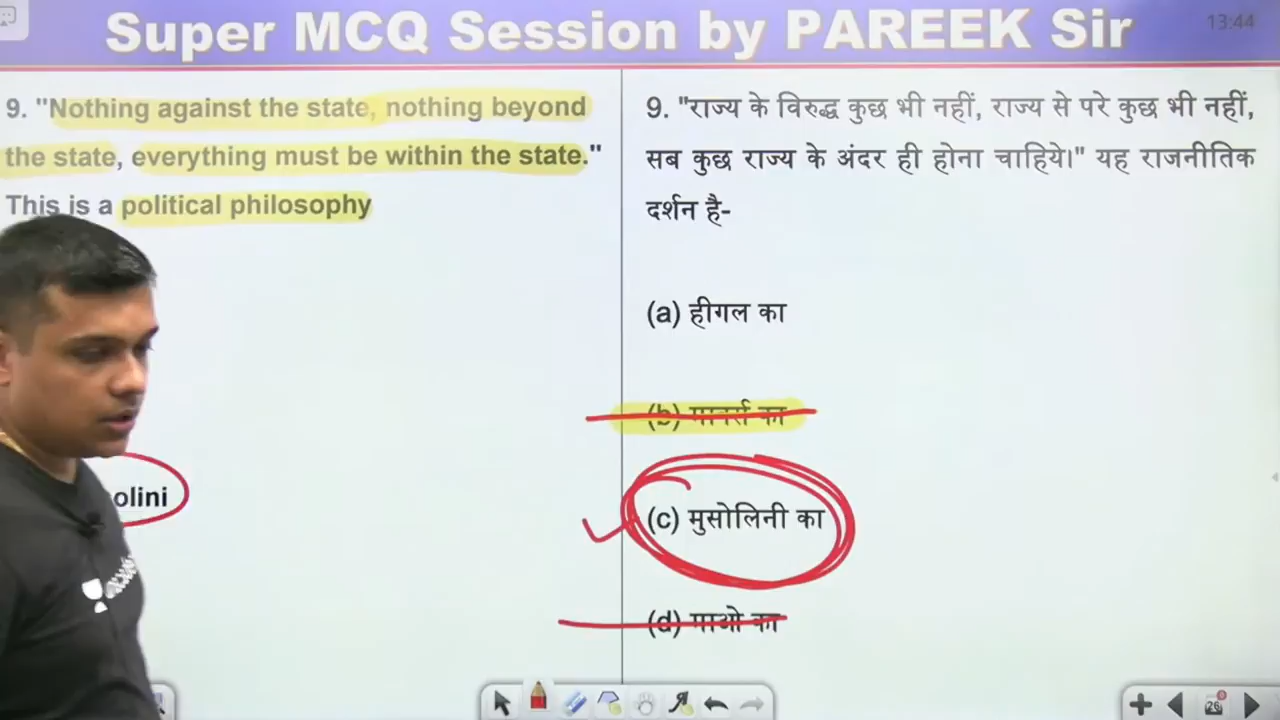 Super MCQ Session by PAREEK Sir
13:44
9. "Nothing against the state, nothing beyond
the state, everything must be within the state."
This is a political philosophy
olini
9. "राज्य के विरुद्ध कुछ भी नहीं, राज्य से परे कुछ भी नहीं,
सब कुछ राज्य के अंदर ही होना चाहिये।" यह राजनीतिक
दर्शन है-
(a) हीगल का
(b) मार्क्स का
(c) मुसोलिनी का
(d) माओ का
26